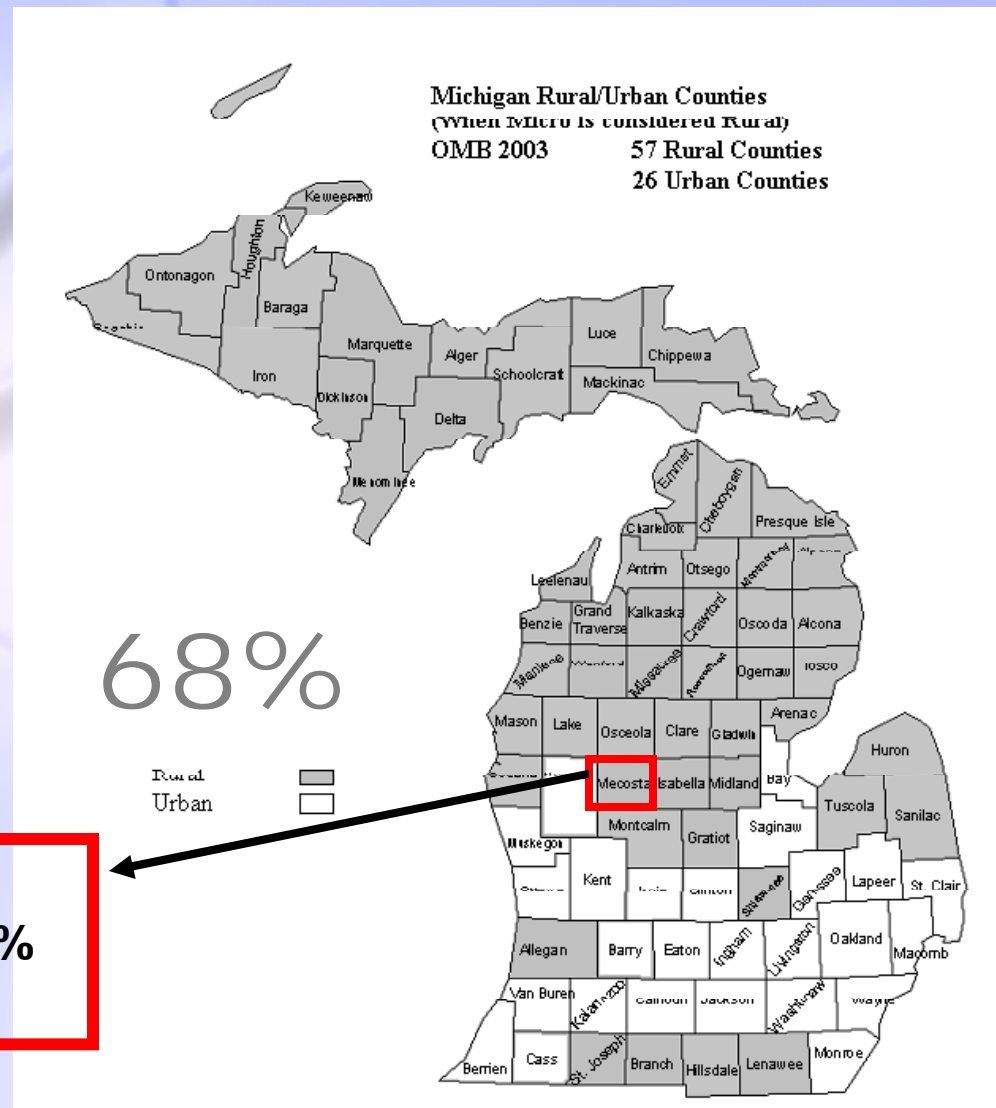 Michigan Rural/Urban Counties
(When Micro is considered Rural)
OMB 2003 57 Rural Counties
26 Urban Counties
Keweenaw
Houghton
Ontonagon
Baraga
Marquette
Alger
Luce
Chippewa
Schoolcraft
Mackinac
Iron
Dickinson
Delta
Menominee
Emmet
Cheboygan
Presque Isle
Charlevoix
Antrim
Otsego
Leelenau
Benzie
Grand
Traverse
Kalkaska
Crawford
Oscoda
Alcona
68%
Manistee
Missaukee
Ogemaw
Iosco
Mason
Lake
Osceola
Clare
Gladwin
Arenac
Huron
Rural
Urban
Mecosta
Isabella
Midland
Bay
Tuscola
Sanilac
Montcalm
Gratiot
Saginaw
Muskegon
Kent
Clinton
Genessee
Lapeer
St. Clair
%
Allegan
Barry
Eaton
Ingham
Livingston
Oakland
Macomb
Van Buren
Kalamazoo
Calhoun
Jackson
Washtenaw
Wayne
Berrien
Cass
St. Joseph
Branch
Hillsdale
Lenawee
Monroe